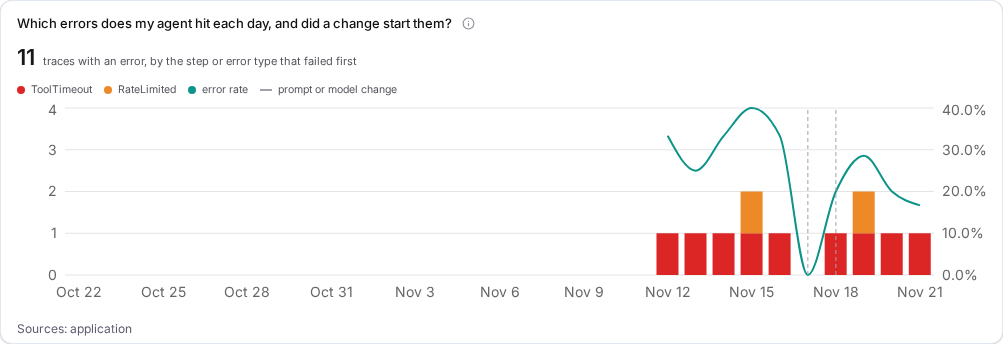 Which errors does my agent hit each day, and did a change start them?
11 traces with an error, by the step or error type that failed first
ToolTimeout RateLimited error rate prompt or model change
4 40.0%
3 30.0%
2 20.0%
1 10.0%
0 0.0%
Oct 22 Oct 25 Oct 28 Oct 31 Nov 3 Nov 6 Nov 9 Nov 12 Nov 15 Nov 18 Nov 21
Sources: application